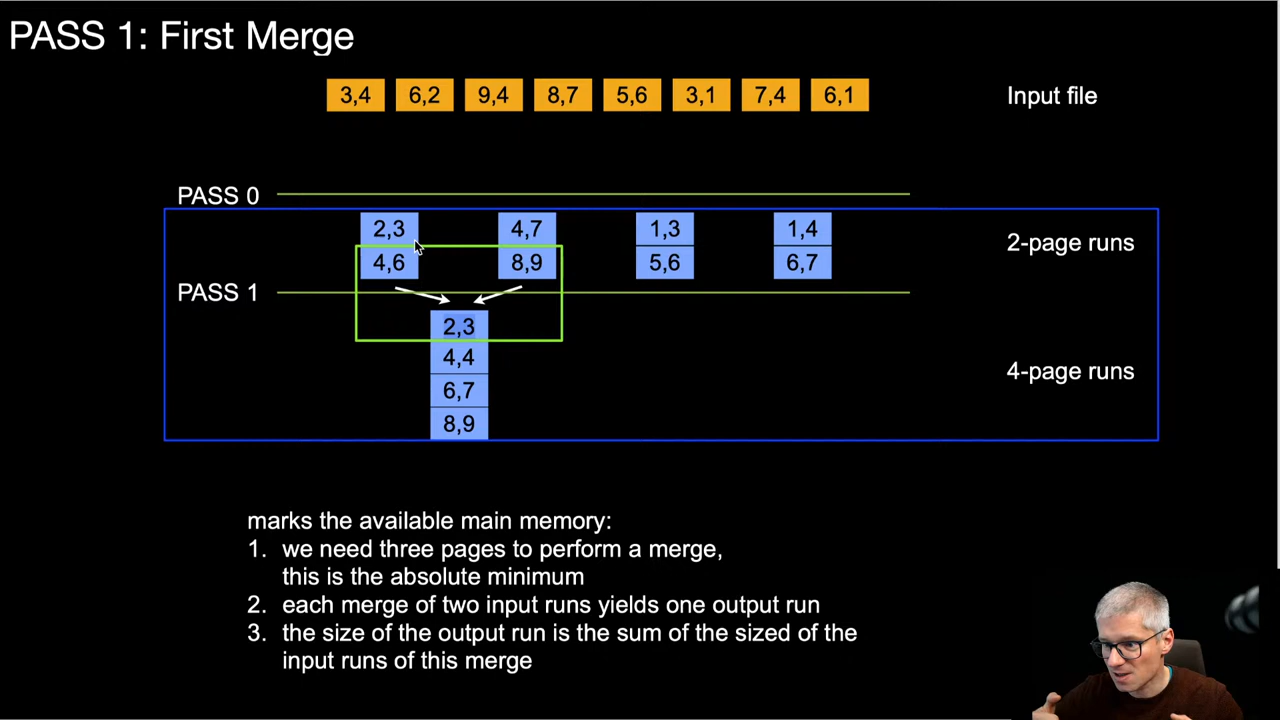 PASS 1: First Merge
3,4 6,2 9,4 8,7 5,6 3,1 7,4 6,1 Input file
PASS 0
2,3 4,7 1,3 1,4
2-page runs
4,6 8,9 5,6 6,7
PASS 1
2,3
4,4
4-page runs
6,7
8,9
marks the available main memory:
1. we need three pages to perform a merge,
this is the absolute minimum
2. each merge of two input runs yields one output run
3. the size of the output run is the sum of the sized of the
input runs of this merge